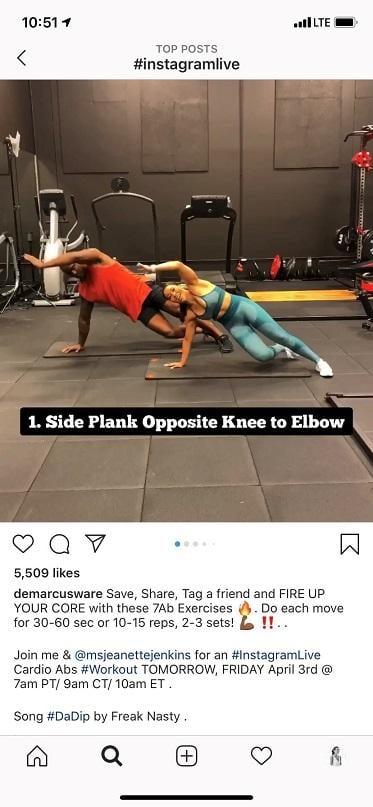 10:51
LTE
TOP POSTS
#instagramlive
1. Side Plank Opposite Knee to Elbow
5,509 likes
demarcusware Save, Share, Tag a friend and FIRE UP
YOUR CORE with these 7Ab Exercises 🔥. Do each move
for 30-60 sec or 10-15 reps, 2-3 sets! 💪🏾 ‼️. .
Join me & @msjeanettejenkins for an #InstagramLive
Cardio Abs #Workout TOMORROW, FRIDAY April 3rd @
7am PT/ 9am CT/ 10am ET .
Song #DaDip by Freak Nasty .